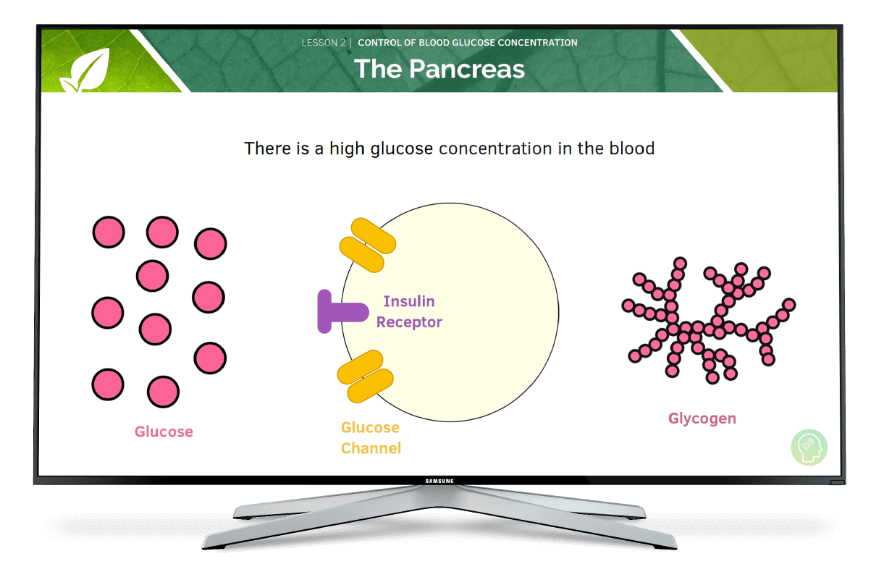 LESSON 2 | CONTROL OF BLOOD GLUCOSE CONCENTRATION
The Pancreas
There is a high glucose concentration in the blood
Insulin
Receptor
Glucose
Glucose
Channel
Glycogen
SAMSUNG